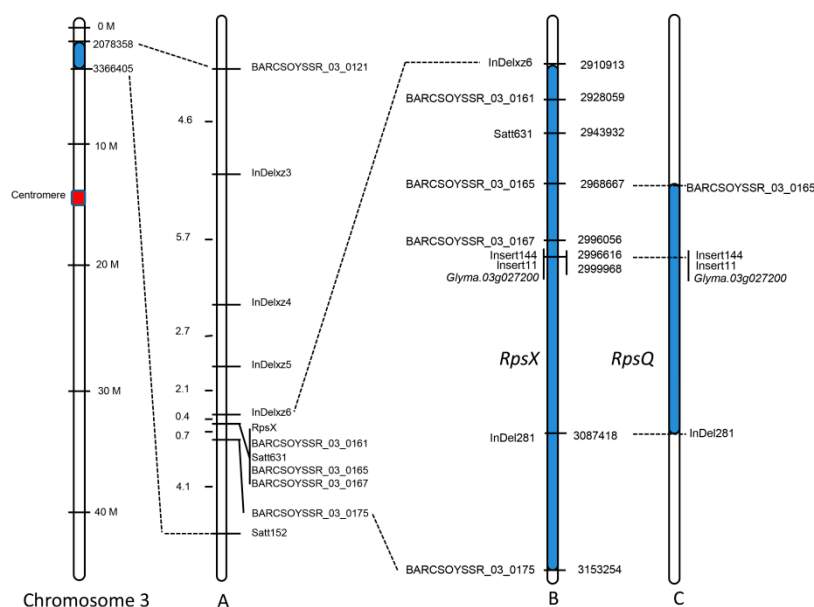 0 M
2078358
3366405
10 M
Centromere
20 M
30 M
40 M
Chromosome 3
BARCSOYSSR_03_0121
4.6
InDelxz3
5.7
InDelxz4
2.7
InDelxz5
2.1
InDelxz6
0.4
RpsX
0.7
BARCSOYSSR_03_0161
Satt631
BARCSOYSSR_03_0165
BARCSOYSSR_03_0167
4.1
BARCSOYSSR_03_0175
Satt152
A
InDelxz6 2910913
BARCSOYSSR_03_0161 2928059
Satt631 2943932
BARCSOYSSR_03_0165 2968667
BARCSOYSSR_03_0167 2996056
Insert144 2996616
Insert11 2999968
Glyma.03g027200
RpsX
InDel281 3087418
BARCSOYSSR_03_0175 3153254
B
BARCSOYSSR_03_0165
Insert144
Insert11
Glyma.03g027200
RpsQ
InDel281
C